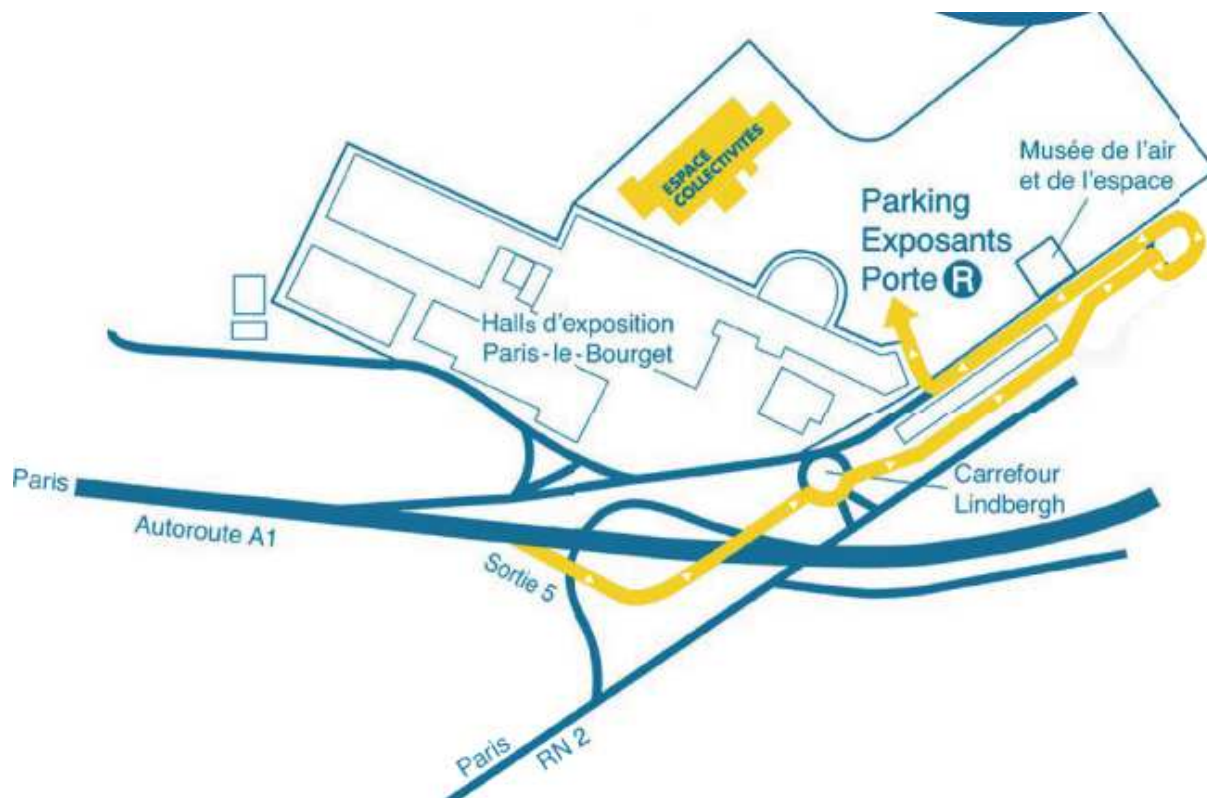 ESPACE
COLLECTIVITÉS
Musée de l'air
et de l'espace
Parking
Exposants
Porte R
Halls d'exposition
Paris-le-Bourget
Carrefour
Lindbergh
Paris
Autoroute A1
Sortie 5
Paris
RN 2